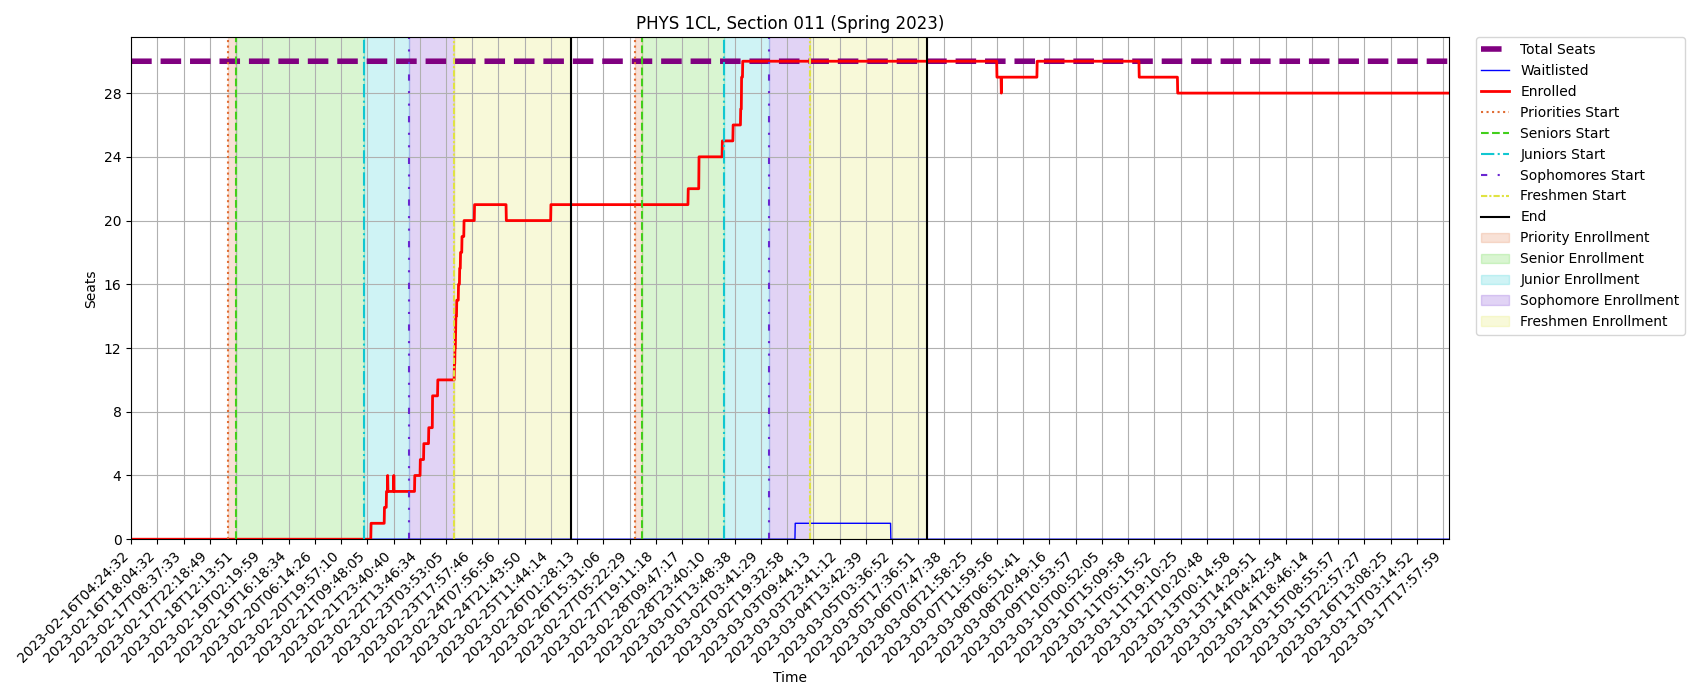 PHYS 1CL, Section 011 (Spring 2023)
Total Seats
Waitlisted
Enrolled
Priorities Start
Seniors Start
Juniors Start
Sophomores Start
Freshmen Start
End
Priority Enrollment
Senior Enrollment
Junior Enrollment
Sophomore Enrollment
Freshmen Enrollment
Seats
28
24
20
16
12
8
4
0
2023-02-16T04:24:32
2023-02-16T18:04:32
2023-02-17T08:37:33
2023-02-17T22:18:49
2023-02-18T12:13:51
2023-02-19T02:19:59
2023-02-19T16:18:34
2023-02-20T06:14:26
2023-02-20T19:57:10
2023-02-21T09:48:05
2023-02-21T23:40:40
2023-02-22T13:46:34
2023-02-23T03:53:05
2023-02-23T17:57:46
2023-02-24T07:56:56
2023-02-24T21:43:50
2023-02-25T11:44:14
2023-02-26T01:28:13
2023-02-26T15:31:06
2023-02-27T05:22:29
2023-02-27T19:11:18
2023-02-28T09:47:17
2023-02-28T23:40:10
2023-03-01T13:48:38
2023-03-02T03:41:29
2023-03-02T19:32:58
2023-03-03T09:44:13
2023-03-03T23:41:12
2023-03-04T13:42:39
2023-03-05T03:36:52
2023-03-05T17:36:51
2023-03-06T07:47:38
2023-03-06T21:58:25
2023-03-07T11:59:56
2023-03-08T06:51:41
2023-03-08T20:49:16
2023-03-09T10:53:57
2023-03-10T00:52:05
2023-03-10T15:09:58
2023-03-11T05:15:52
2023-03-11T19:10:25
2023-03-12T10:20:48
2023-03-13T00:14:58
2023-03-13T14:29:51
2023-03-14T04:42:54
2023-03-14T18:46:14
2023-03-15T08:55:57
2023-03-15T22:57:27
2023-03-16T13:08:25
2023-03-17T03:14:52
2023-03-17T17:57:59
Time